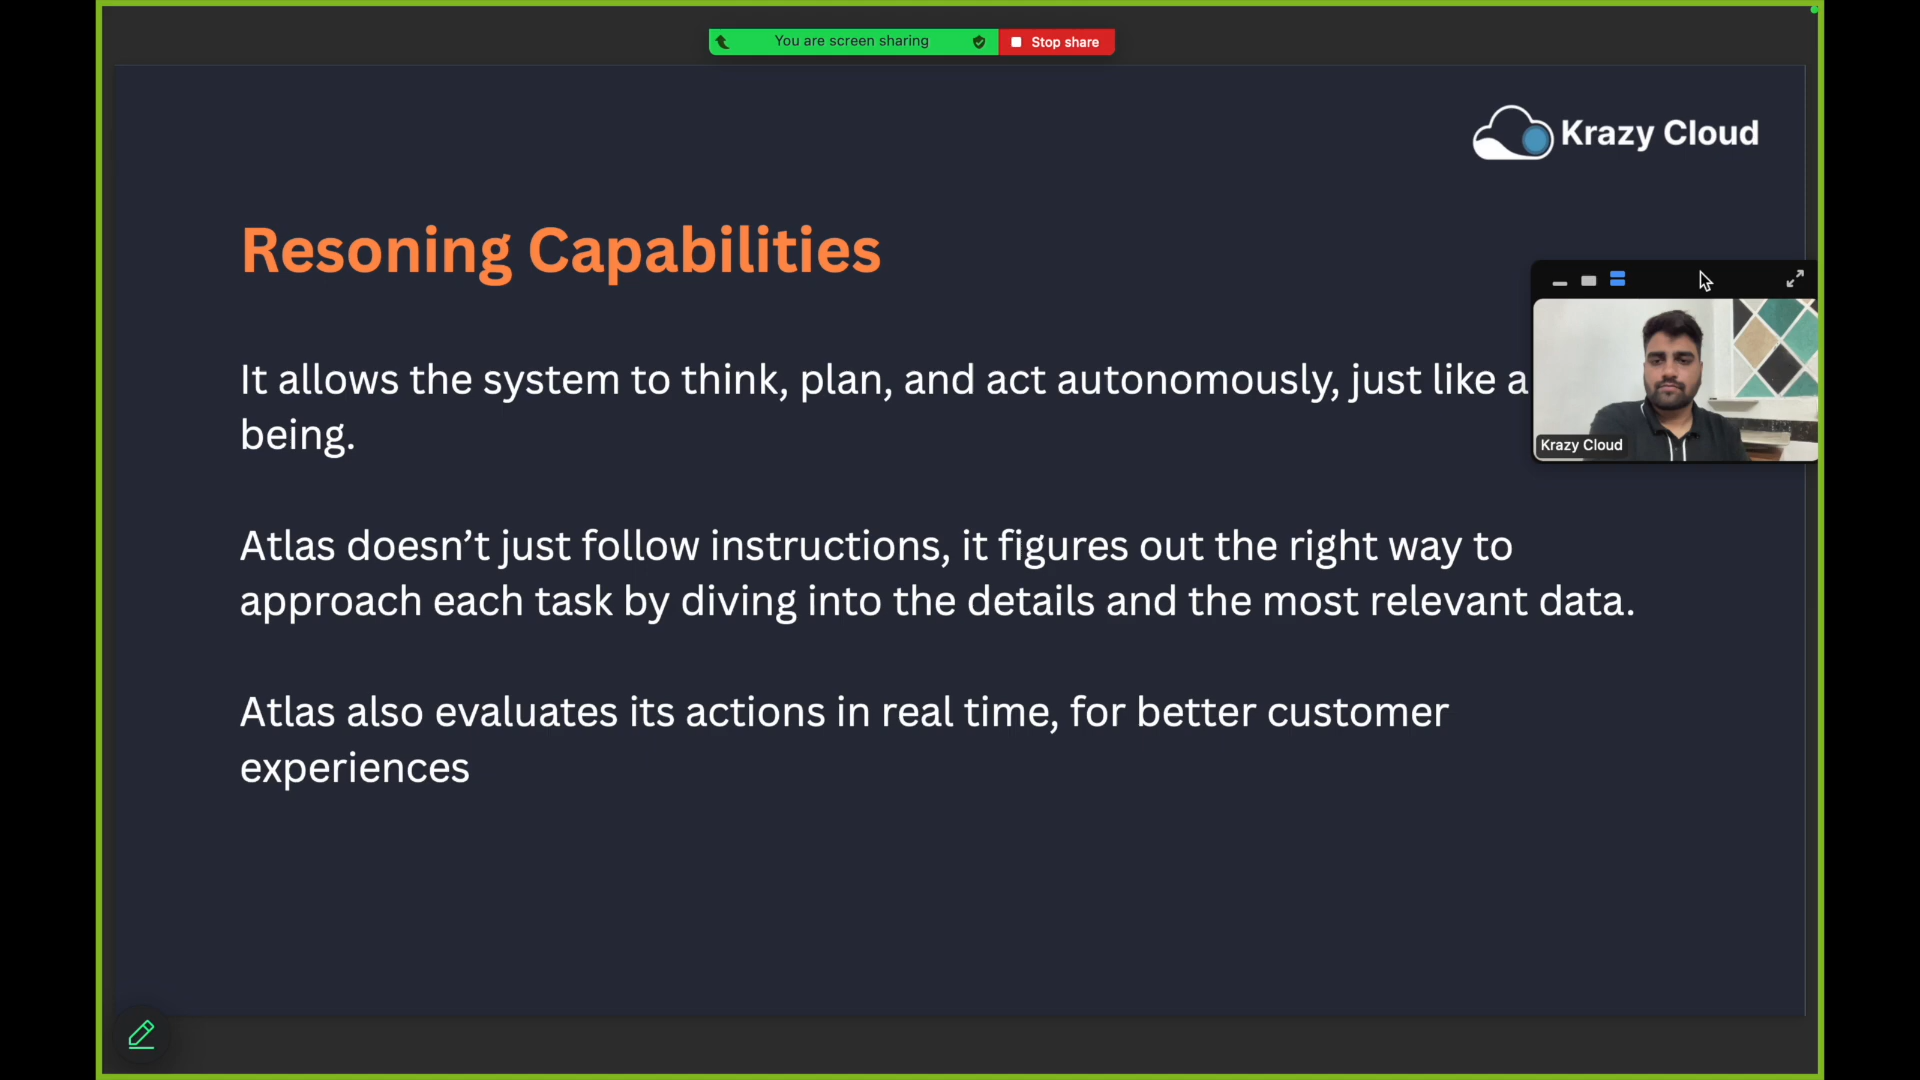 You are screen sharing
Stop share
Krazy Cloud
Resoning Capabilities
It allows the system to think, plan, and act autonomously, just like a
being.
Krazy Cloud
Atlas doesn’t just follow instructions, it figures out the right way to
approach each task by diving into the details and the most relevant data.
Atlas also evaluates its actions in real time, for better customer
experiences